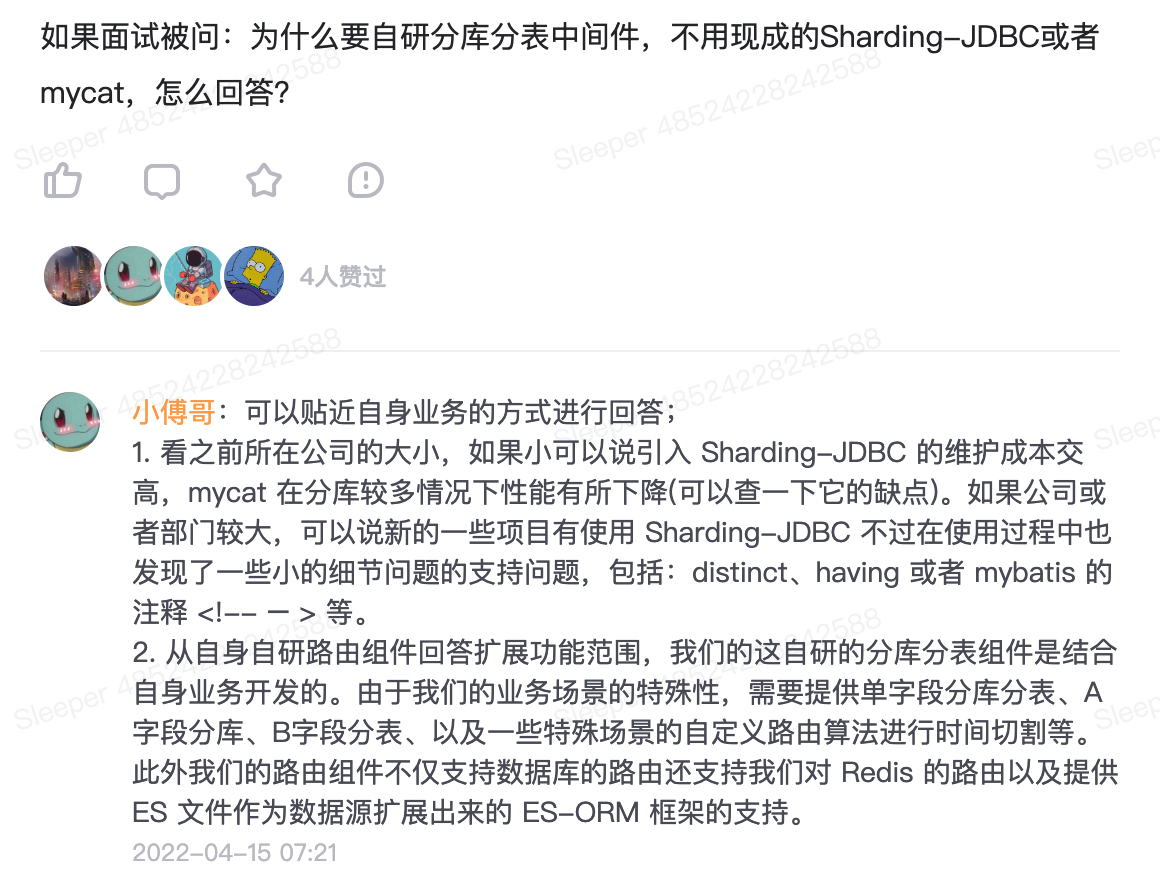 如果面试被问：为什么要自研分库分表中间件，不用现成的Sharding-JDBC或者
mycat，怎么回答?
4人赞过
小傅哥：可以贴近自身业务的方式进行回答；
1. 看之前所在公司的大小，如果小可以说引入 Sharding-JDBC 的维护成本交
高，mycat 在分库较多情况下性能有所下降(可以查一下它的缺点)。如果公司或
者部门较大，可以说新的一些项目有使用 Sharding-JDBC 不过在使用过程中也
发现了一些小的细节问题的支持问题，包括：distinct、having 或者 mybatis 的
注释 <!-- — > 等。
2. 从自身自研路由组件回答扩展功能范围，我们的这自研的分库分表组件是结合
自身业务开发的。由于我们的业务场景的特殊性，需要提供单字段分库分表、A
字段分库、B字段分表、以及一些特殊场景的自定义路由算法进行时间切割等。
此外我们的路由组件不仅支持数据库的路由还支持我们对 Redis 的路由以及提供
ES 文件作为数据源扩展出来的 ES-ORM 框架的支持。
2022-04-15 07:21
Sleeper 48524228242588
Sleeper 48524228242588